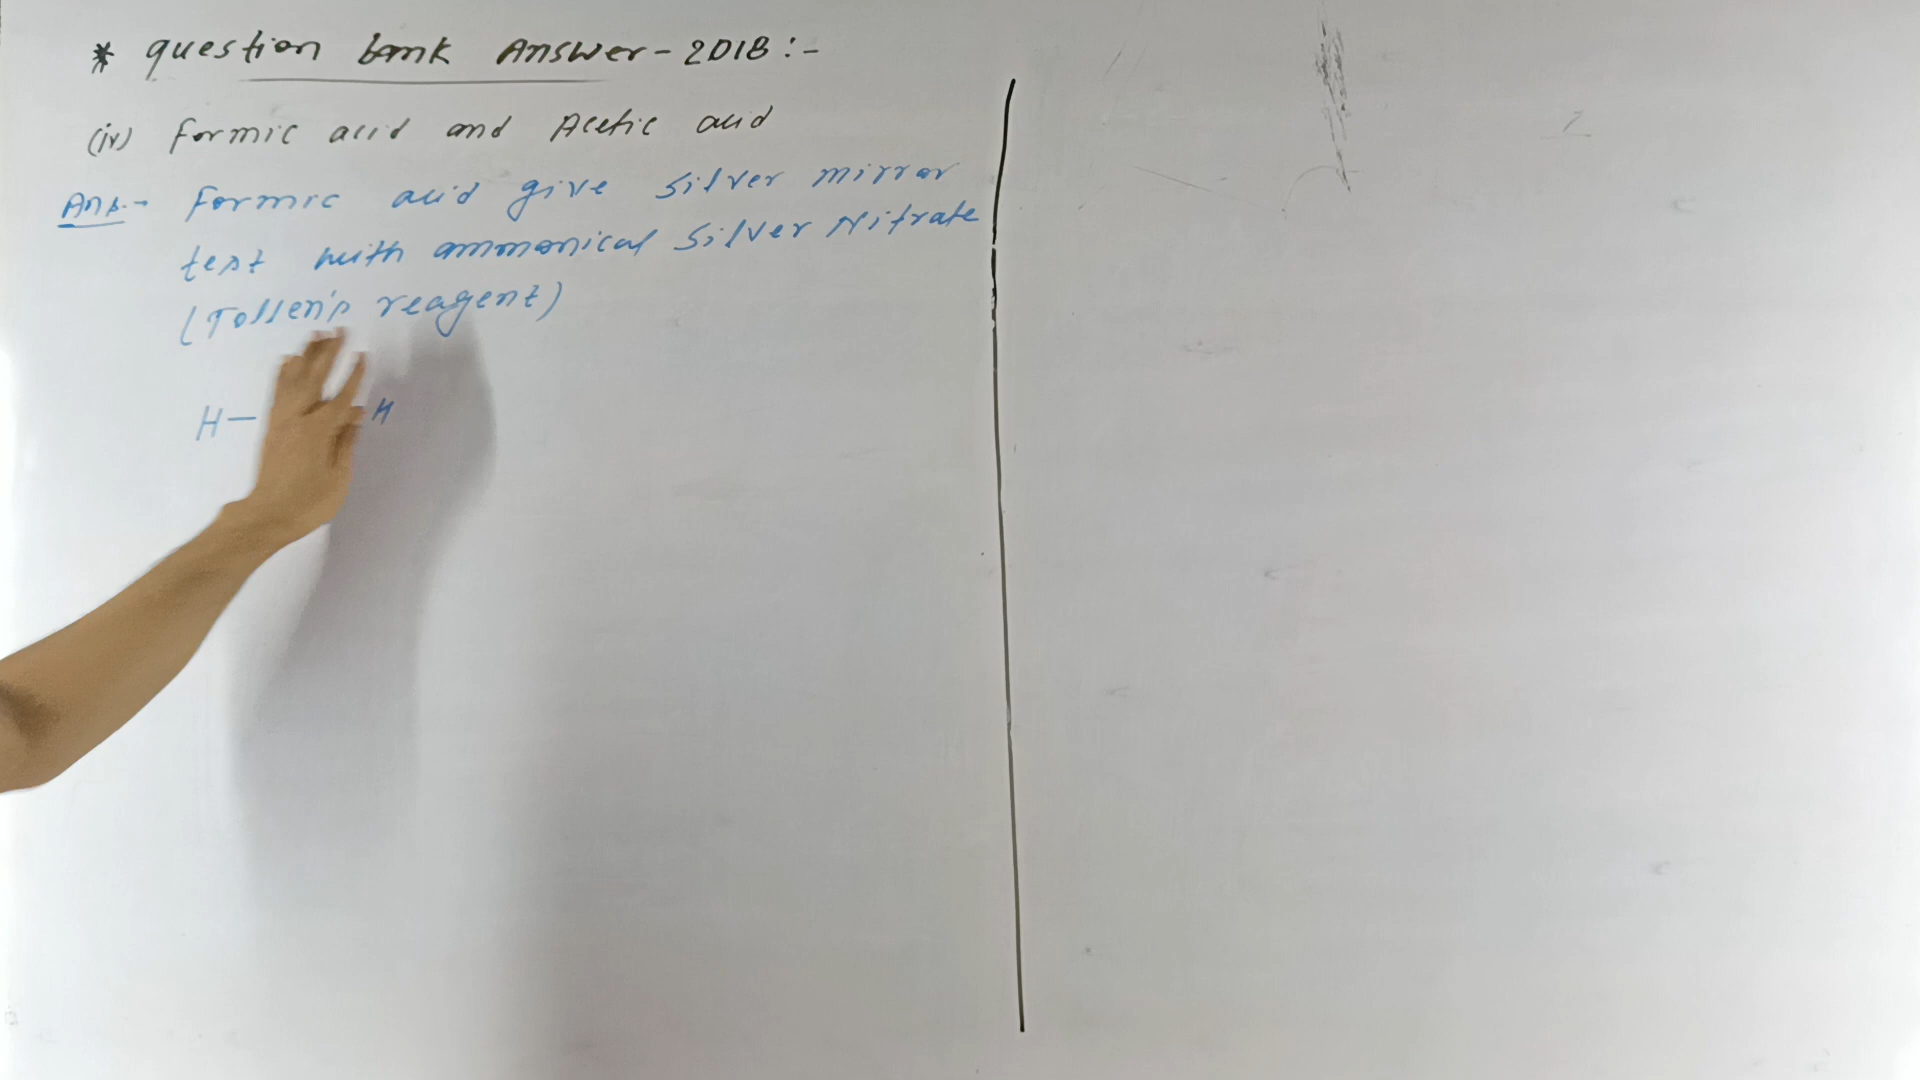 * question bank Answer - 2018 :-
(iv) Formic acid and Acetic acid
Ans:- Formic acid give silver mirror
test with ammonical silver Nitrate
(Tollen's reagent)
H— H